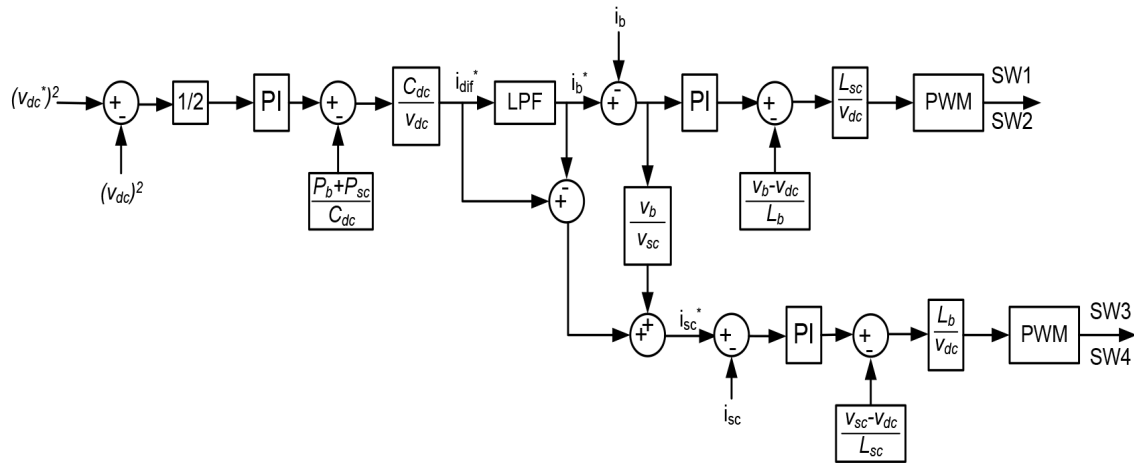 i_b
(v_dc*)²
+
-
1/2
PI
+
-
C_dc
v_dc
i_dif*
LPF
i_b*
-
+
PI
+
-
L_sc
v_dc
PWM
SW1
SW2
(v_dc)²
P_b+P_sc
C_dc
-
+
v_b
v_sc
v_b-v_dc
L_b
+
+
i_sc*
+
-
PI
+
-
L_b
v_dc
PWM
SW3
SW4
i_sc
v_sc-v_dc
L_sc